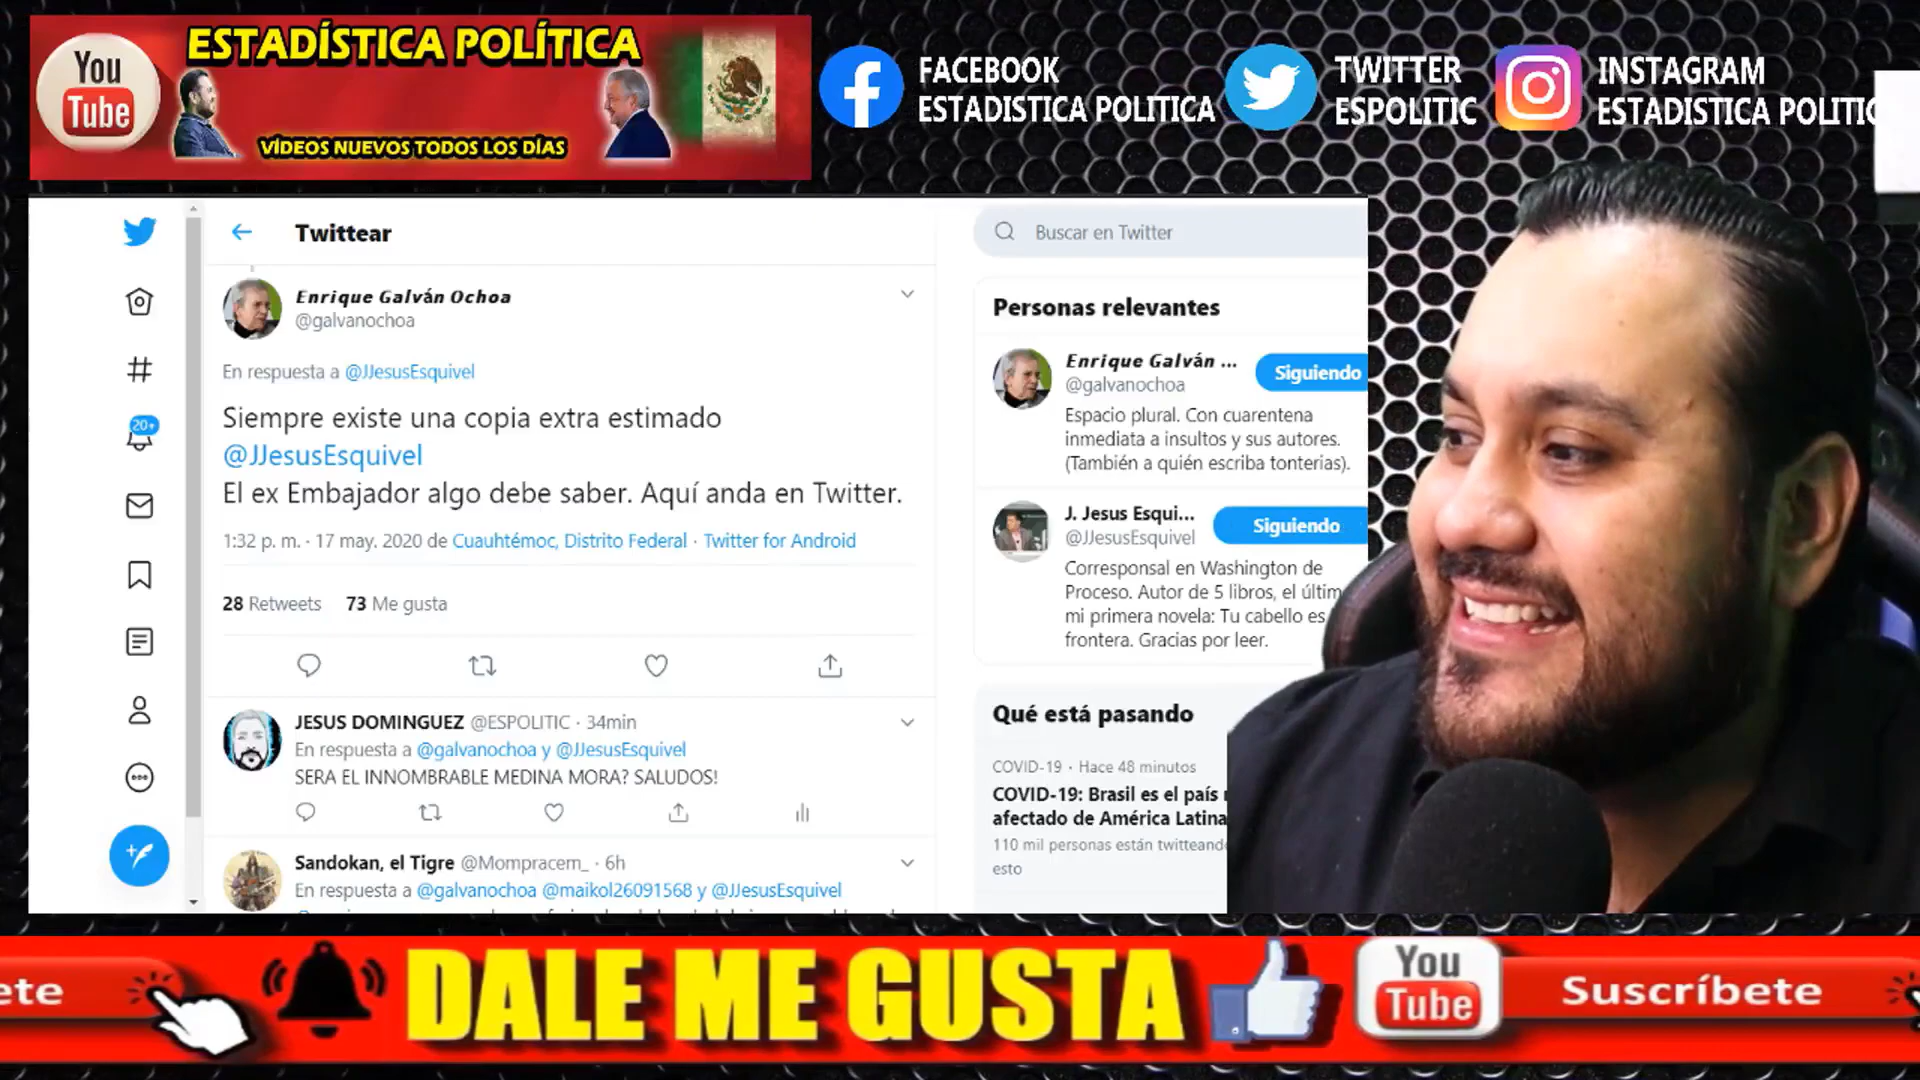 You
Tube
ESTADÍSTICA POLÍTICA
VÍDEOS NUEVOS TODOS LOS DÍAS
FACEBOOK
ESTADISTICA POLITICA
TWITTER
ESPOLITIC
INSTAGRAM
ESTADISTICA POLITIC
Twittear
Enrique Galván Ochoa
@galvanochoa
En respuesta a @JJesusEsquivel
Siempre existe una copia extra estimado
@JJesusEsquivel
El ex Embajador algo debe saber. Aquí anda en Twitter.
1:32 p. m. · 17 may. 2020 de Cuauhtémoc, Distrito Federal · Twitter for Android
28 Retweets 73 Me gusta
20+
JESUS DOMINGUEZ @ESPOLITIC · 34min
En respuesta a @galvanochoa y @JJesusEsquivel
SERA EL INNOMBRABLE MEDINA MORA? SALUDOS!
Sandokan, el Tigre @Mompracem_ · 6h
En respuesta a @galvanochoa @maikol26091568 y @JJesusEsquivel
Buscar en Twitter
Personas relevantes
Enrique Galván ...
@galvanochoa
Siguiendo
Espacio plural. Con cuarentena
inmediata a insultos y sus autores.
(También a quién escriba tonterías).
J. Jesus Esqui...
@JJesusEsquivel
Siguiendo
Corresponsal en Washington de
Proceso. Autor de 5 libros, el últim
mi primera novela: Tu cabello es
frontera. Gracias por leer.
Qué está pasando
COVID-19 · Hace 48 minutos
COVID-19: Brasil es el país
afectado de América Latina
110 mil personas están twitteand
esto
ete
DALE ME GUSTA
You
Tube
Suscríbete